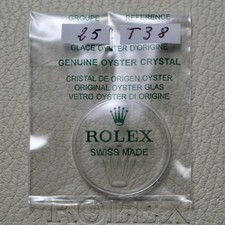 GROUPE REFERENCE
25 T38
GLACE OYSTER D'ORIGINE
GENUINE OYSTER CRYSTAL
CRISTAL DE ORIGEN OYSTER
ORIGINAL OYSTER GLAS
VETRO OYSTER DI ORIGINE
ROLEX
SWISS MADE
ROLEX